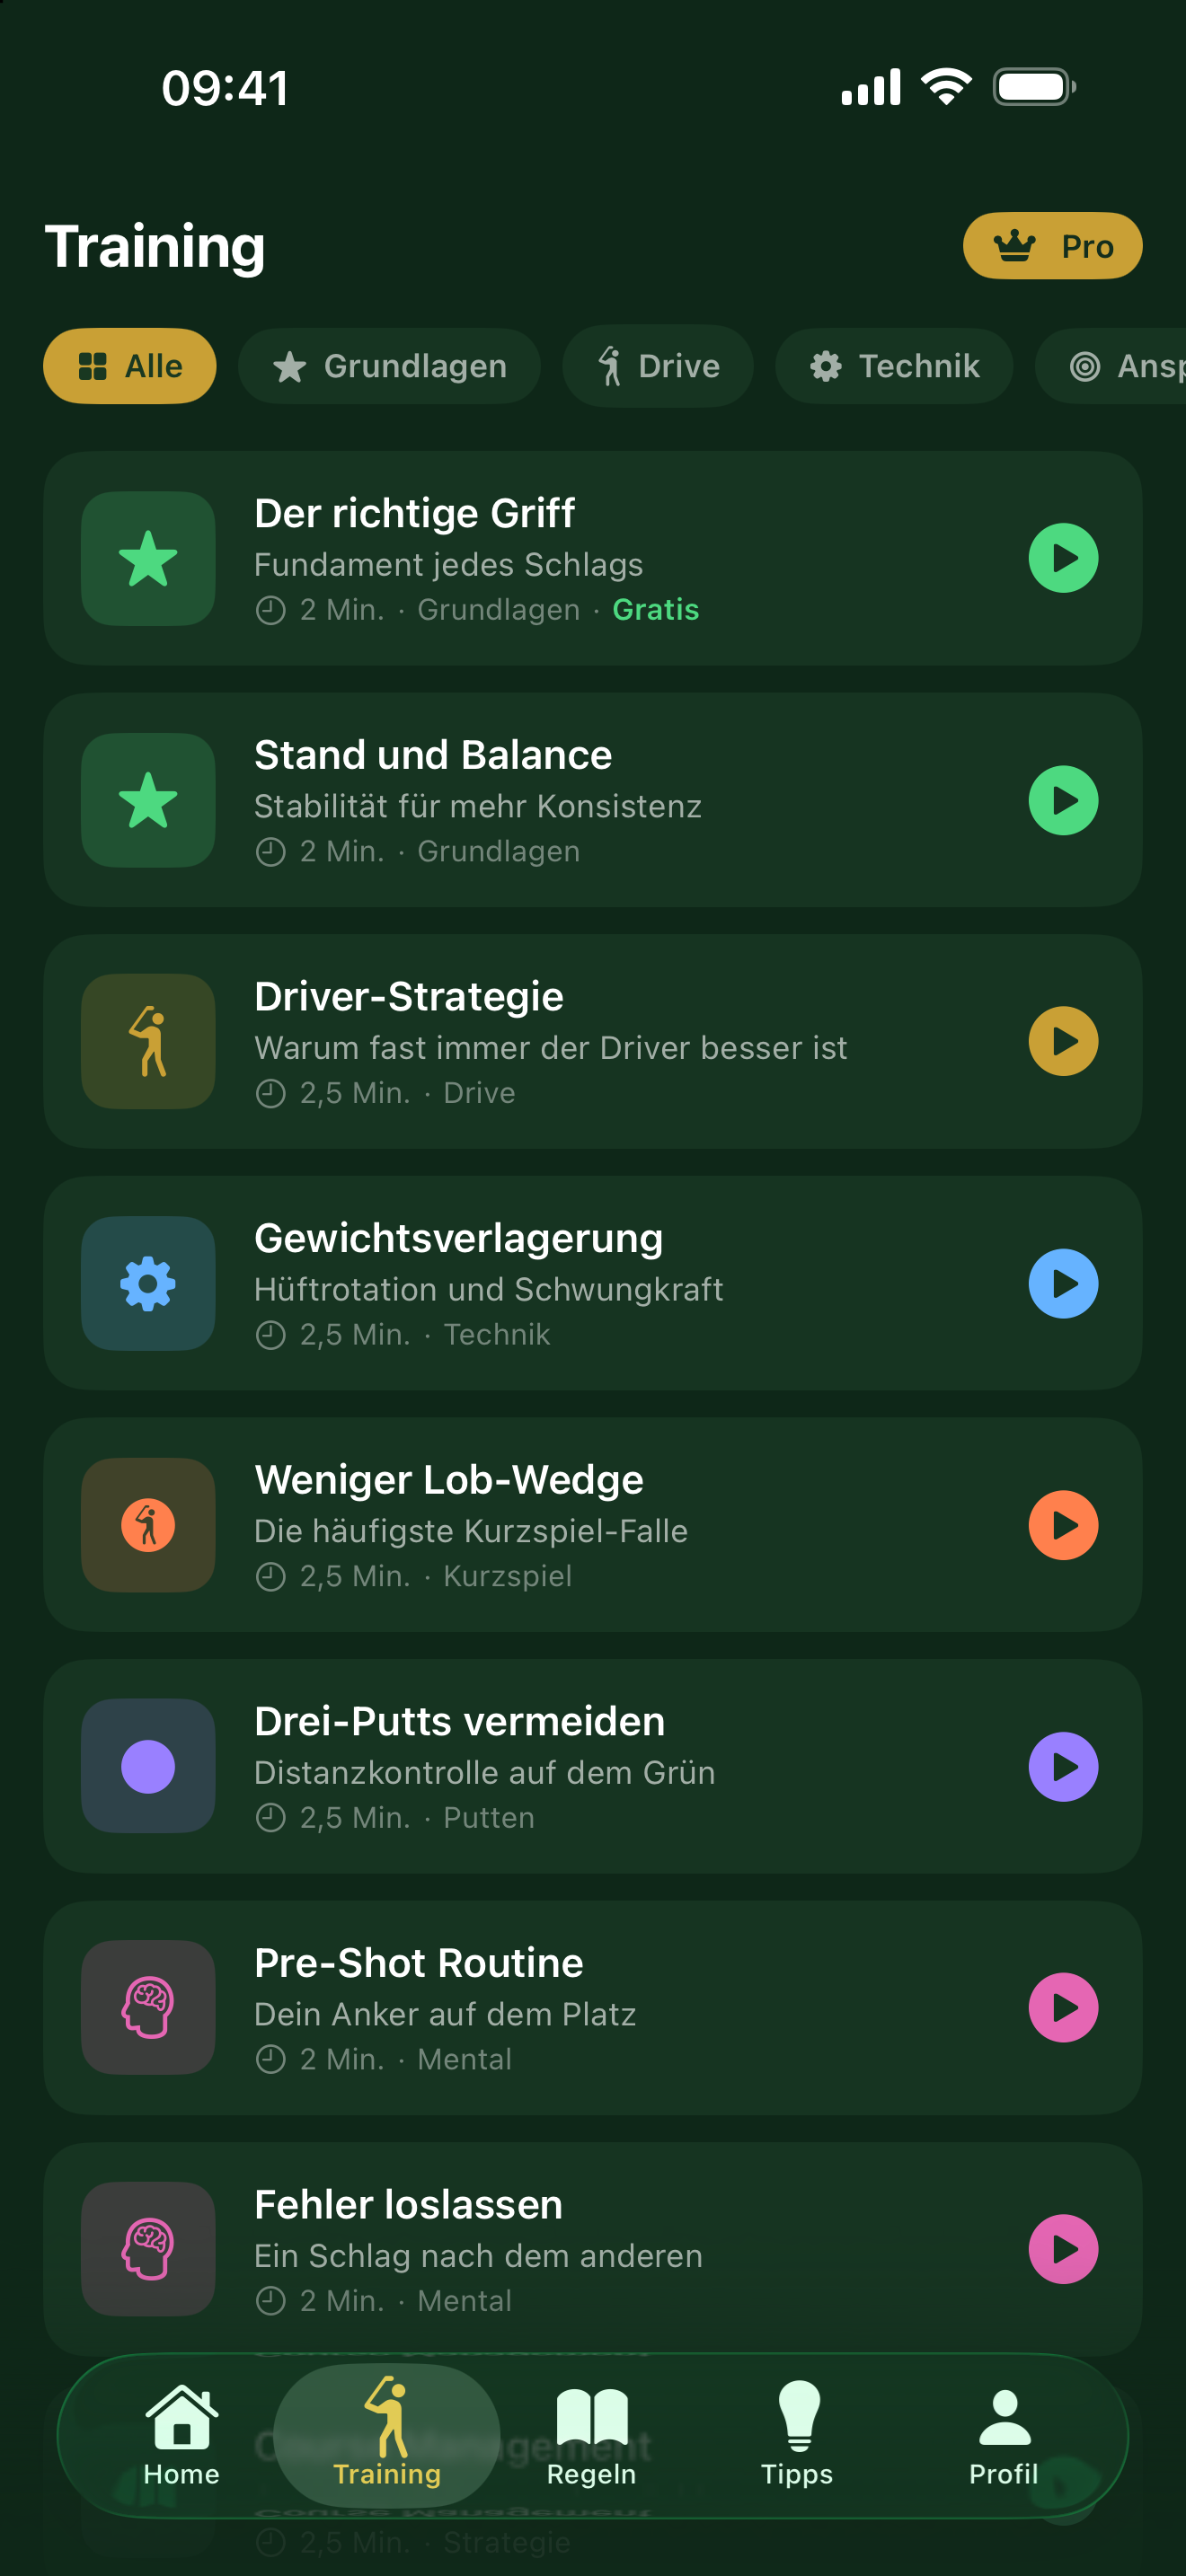 09:41
Training
Pro
Alle
Grundlagen
Drive
Technik
Ansp
Der richtige Griff
Fundament jedes Schlags
2 Min. · Grundlagen · Gratis
Stand und Balance
Stabilität für mehr Konsistenz
2 Min. · Grundlagen
Driver-Strategie
Warum fast immer der Driver besser ist
2,5 Min. · Drive
Gewichtsverlagerung
Hüftrotation und Schwungkraft
2,5 Min. · Technik
Weniger Lob-Wedge
Die häufigste Kurzspiel-Falle
2,5 Min. · Kurzspiel
Drei-Putts vermeiden
Distanzkontrolle auf dem Grün
2,5 Min. · Putten
Pre-Shot Routine
Dein Anker auf dem Platz
2 Min. · Mental
Fehler loslassen
Ein Schlag nach dem anderen
2 Min. · Mental
Home
Training
Regeln
Tipps
Profil
2,5 Min. · Strategie